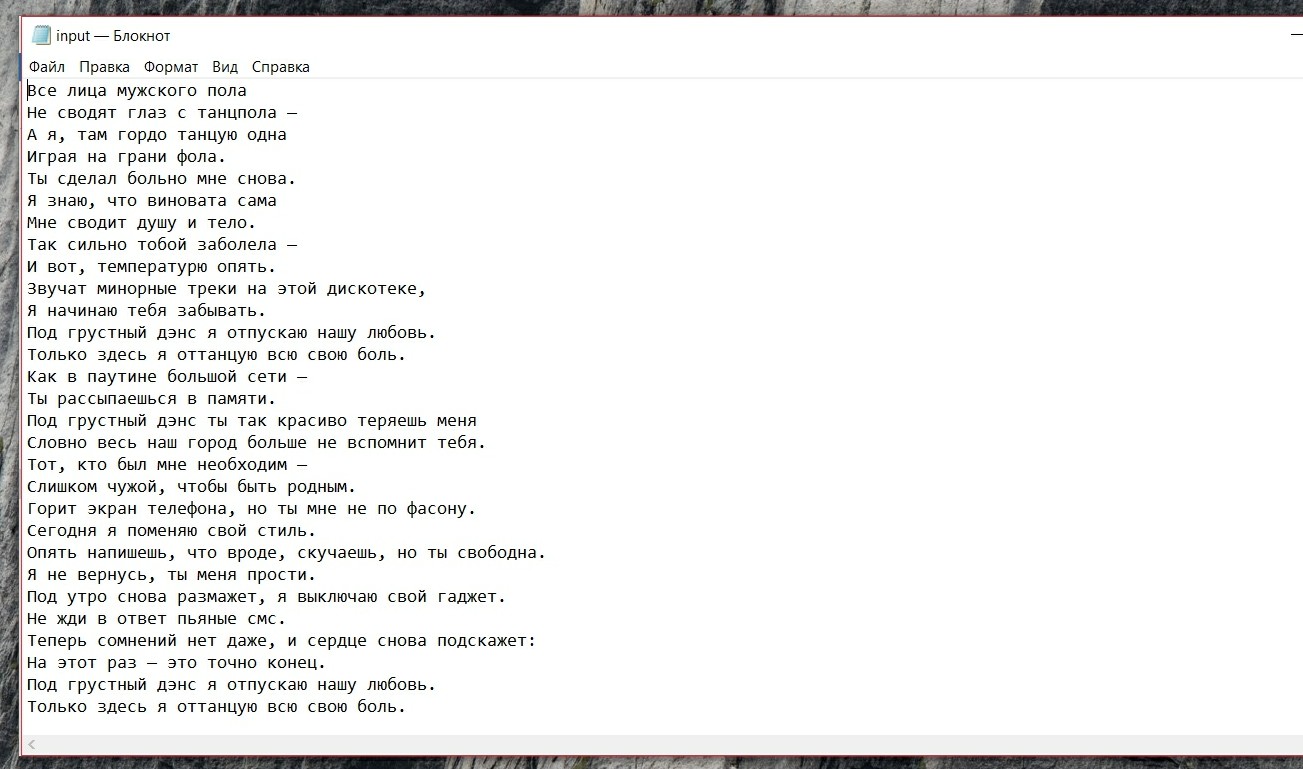 input — Блокнот
Файл Правка Формат Вид Справка
Все лица мужского пола
Не сводят глаз с танцпола —
А я, там гордо танцую одна
Играя на грани фола.
Ты сделал больно мне снова.
Я знаю, что виновата сама
Мне сводит душу и тело.
Так сильно тобой заболела —
И вот, температурю опять.
Звучат минорные треки на этой дискотеке,
Я начинаю тебя забывать.
Под грустный дэнс я отпускаю нашу любовь.
Только здесь я оттанцую всю свою боль.
Как в паутине большой сети —
Ты рассыпаешься в памяти.
Под грустный дэнс ты так красиво теряешь меня
Словно весь наш город больше не вспомнит тебя.
Тот, кто был мне необходим —
Слишком чужой, чтобы быть родным.
Горит экран телефона, но ты мне не по фасону.
Сегодня я поменяю свой стиль.
Опять напишешь, что вроде, скучаешь, но ты свободна.
Я не вернусь, ты меня прости.
Под утро снова размажет, я выключаю свой гаджет.
Не жди в ответ пьяные смс.
Теперь сомнений нет даже, и сердце снова подскажет:
На этот раз — это точно конец.
Под грустный дэнс я отпускаю нашу любовь.
Только здесь я оттанцую всю свою боль.